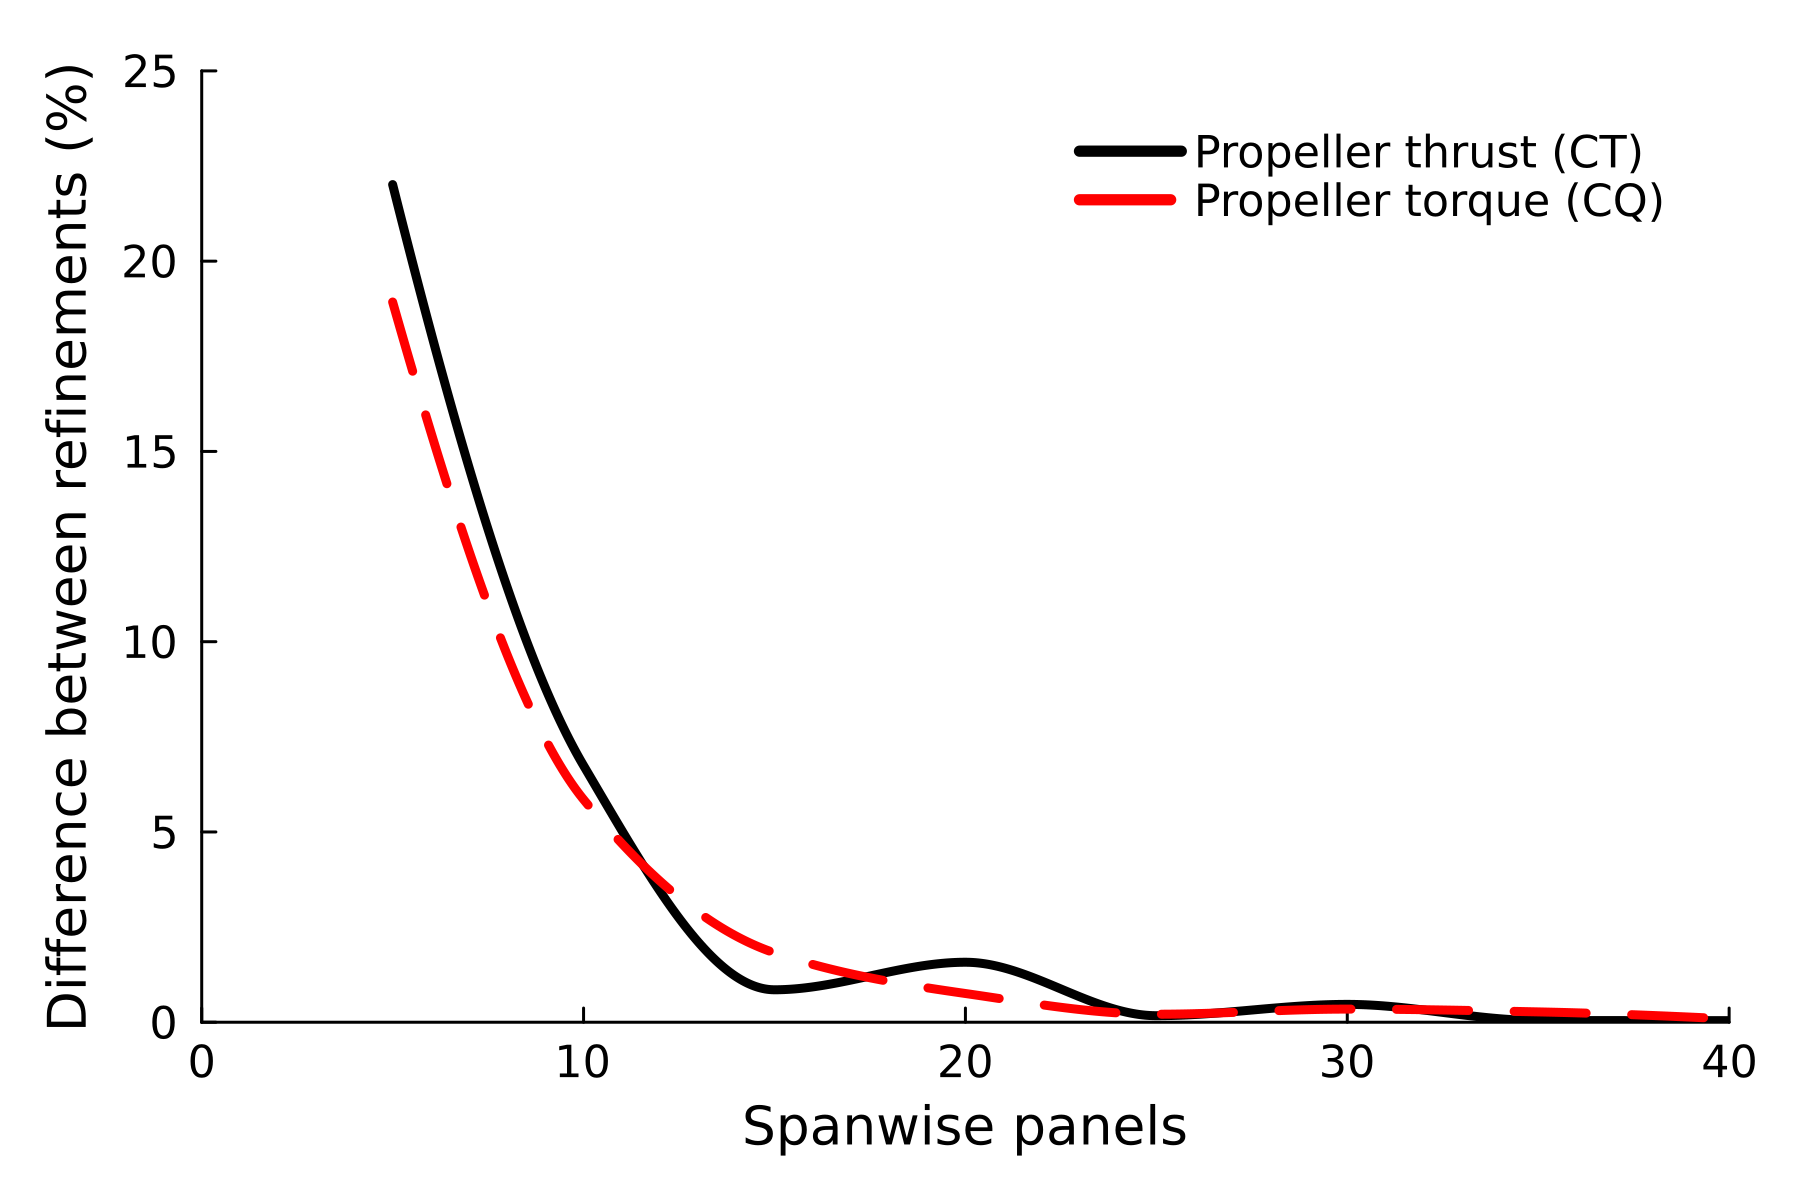 Difference between refinements (%)
25
20
15
10
5
0
Propeller thrust (CT)
Propeller torque (CQ)
0 10 20 30 40
Spanwise panels